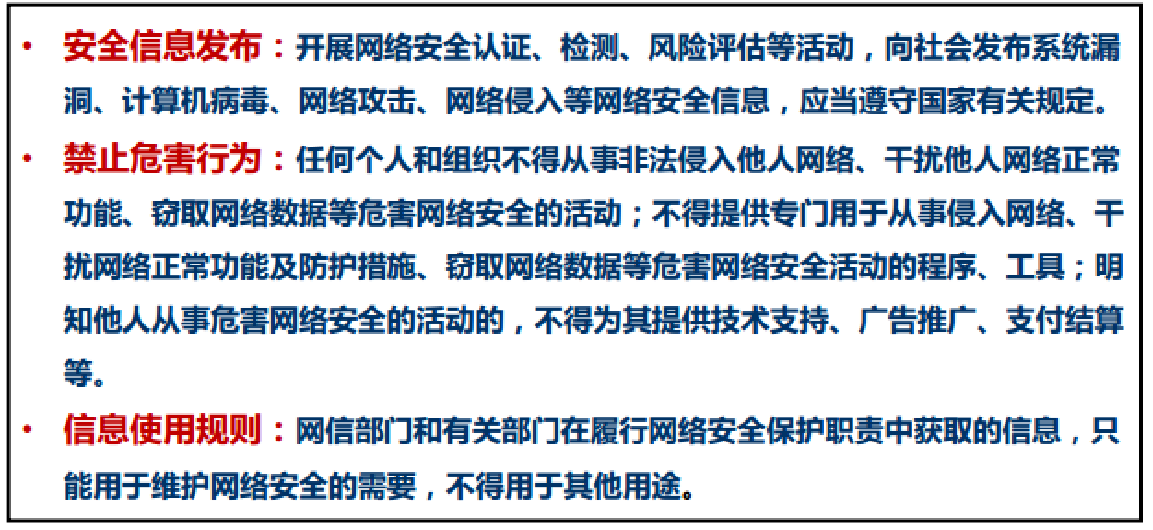 • 安全信息发布：开展网络安全认证、检测、风险评估等活动，向社会发布系统漏
洞、计算机病毒、网络攻击、网络侵入等网络安全信息，应当遵守国家有关规定。
• 禁止危害行为：任何个人和组织不得从事非法侵入他人网络、干扰他人网络正常
功能、窃取网络数据等危害网络安全的活动；不得提供专门用于从事侵入网络、干
扰网络正常功能及防护措施、窃取网络数据等危害网络安全活动的程序、工具；明
知他人从事危害网络安全的活动的，不得为其提供技术支持、广告推广、支付结算
等。
• 信息使用规则：网信部门和有关部门在履行网络安全保护职责中获取的信息，只
能用于维护网络安全的需要，不得用于其他用途。